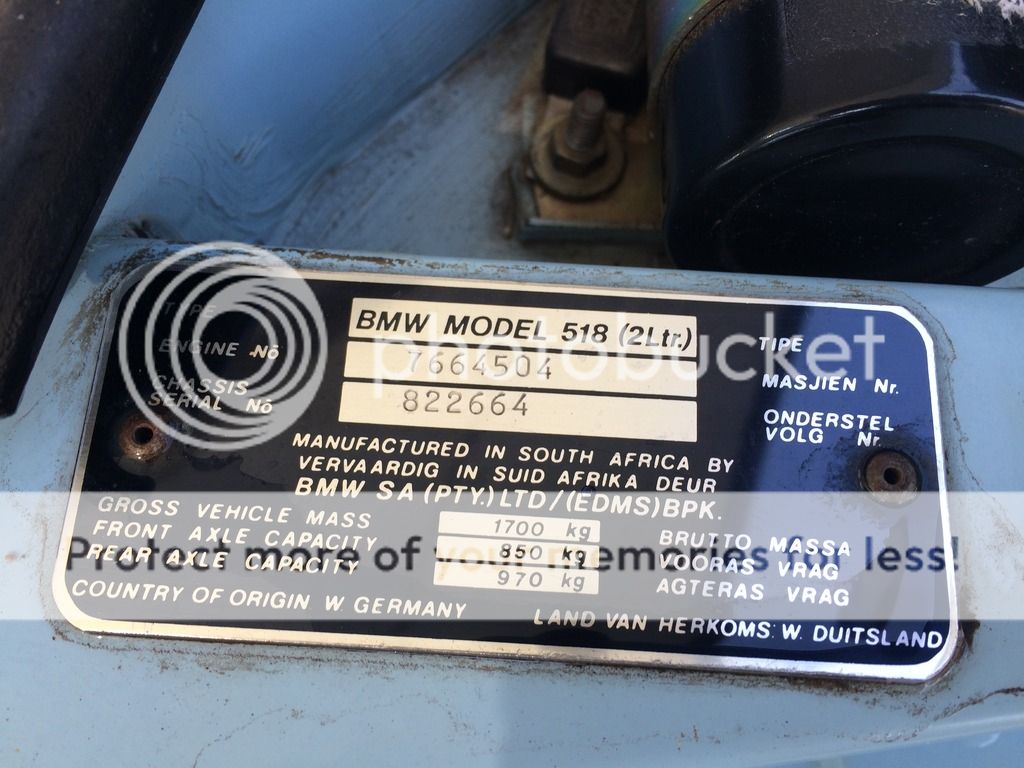 TYPE
BMW MODEL 518 (2Ltr.)
TIPE
ENGINE Nō
7664504
MASJIEN Nr.
CHASSIS
SERIAL Nō
822664
ONDERSTEL
VOLG Nr.
MANUFACTURED IN SOUTH AFRICA BY
VERVAARDIG IN SUID AFRIKA DEUR
BMW SA (PTY.) LTD/(EDMS) BPK.
GROSS VEHICLE MASS 1700 kg BRUTTO MASSA
FRONT AXLE CAPACITY 850 kg VOORAS VRAG
REAR AXLE CAPACITY 970 kg AGTERAS VRAG
COUNTRY OF ORIGIN W. GERMANY LAND VAN HERKOMS: W. DUITSLAND
photobucket
Protect more of your memories for less!